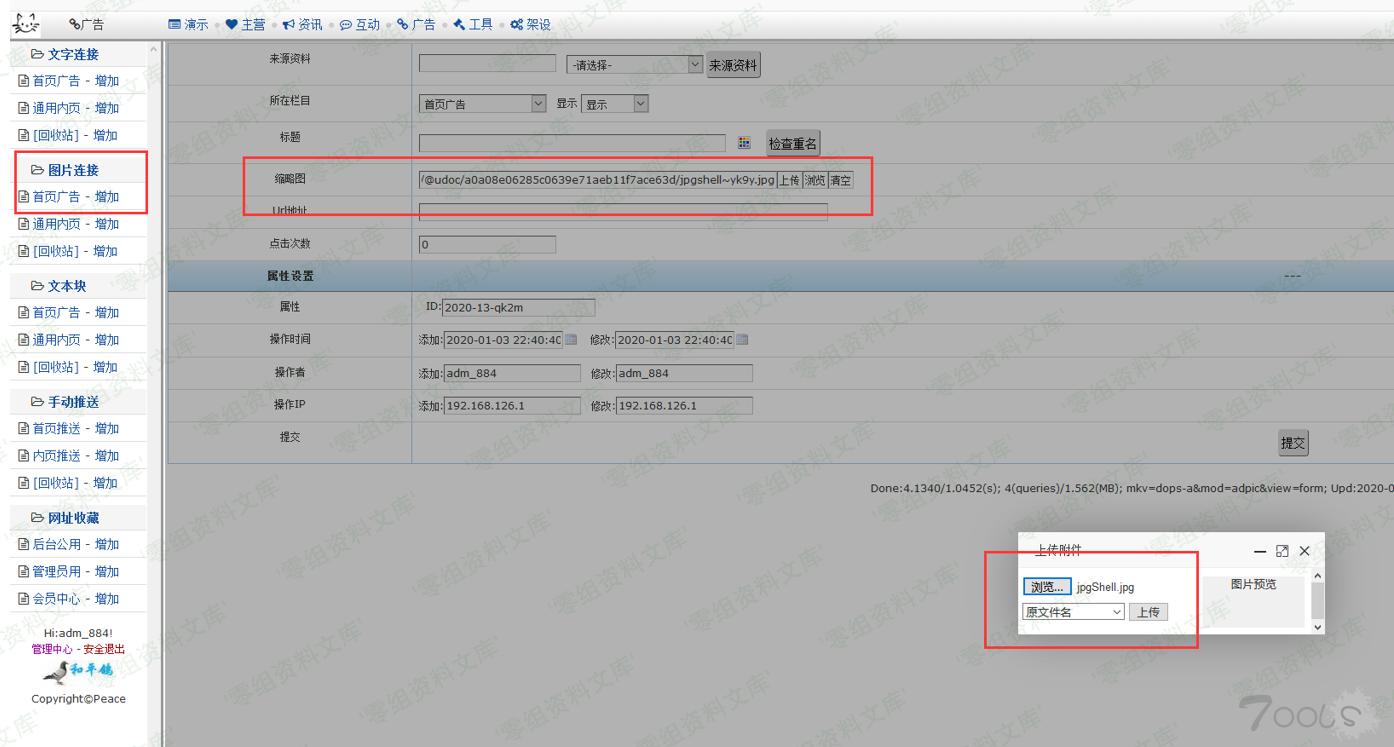 广告
演示 主营 资讯 互动 广告 工具 架设
文字连接
首页广告 - 增加
通用内页 - 增加
[回收站] - 增加
图片连接
首页广告 - 增加
通用内页 - 增加
[回收站] - 增加
文本块
首页广告 - 增加
通用内页 - 增加
[回收站] - 增加
手动推送
首页推送 - 增加
内页推送 - 增加
[回收站] - 增加
网址收藏
后台公用 - 增加
管理员用 - 增加
会员中心 - 增加
Hi:adm_884!
管理中心 - 安全退出
和平鸽
Copyright©Peace
来源资料 -请选择- 来源资料
所在栏目 首页广告 显示 显示
标题 检查重名
缩略图 /@udoc/a0a08e06285c0639e71aeb11f7ace63d/jpgshell~yk9y.jpg 上传 浏览 清空
Url地址
点击次数 0
属性设置 ---
属性 ID: 2020-13-qk2m
操作时间 添加: 2020-01-03 22:40:40 修改: 2020-01-03 22:40:40
操作者 添加: adm_884 修改: adm_884
操作IP 添加: 192.168.126.1 修改: 192.168.126.1
提交 提交
Done:4.1340/1.0452(s); 4(queries)/1.562(MB); mkv=dops-a&mod=adpic&view=form; Upd:2020-0
上传附件
浏览... jpgShell.jpg 图片预览
原文件名 上传
7ools
零组资料文库